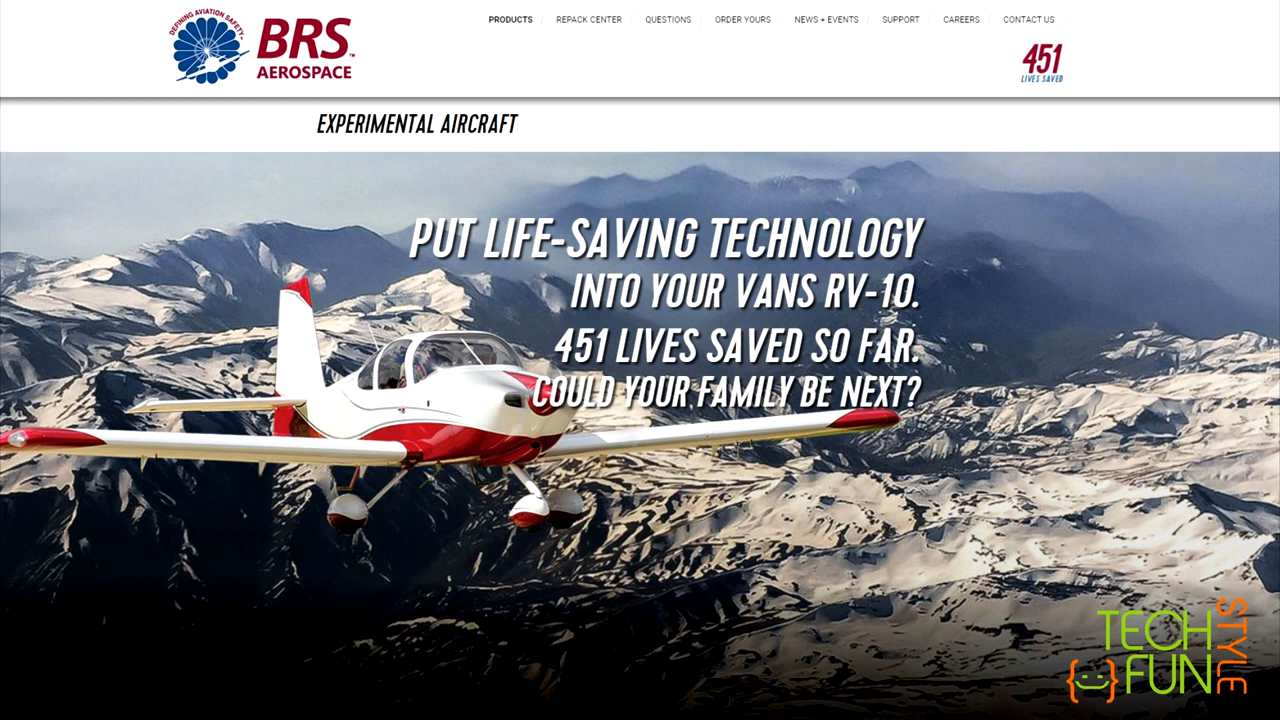 DEFINING AVIATION SAFETY™
BRS™
AEROSPACE
PRODUCTS
REPACK CENTER
QUESTIONS
ORDER YOURS
NEWS + EVENTS
SUPPORT
CAREERS
CONTACT US
451
LIVES SAVED
EXPERIMENTAL AIRCRAFT
PUT LIFE-SAVING TECHNOLOGY
INTO YOUR VANS RV-10.
451 LIVES SAVED SO FAR.
COULD YOUR FAMILY BE NEXT?
TECH
FUN
STYLE